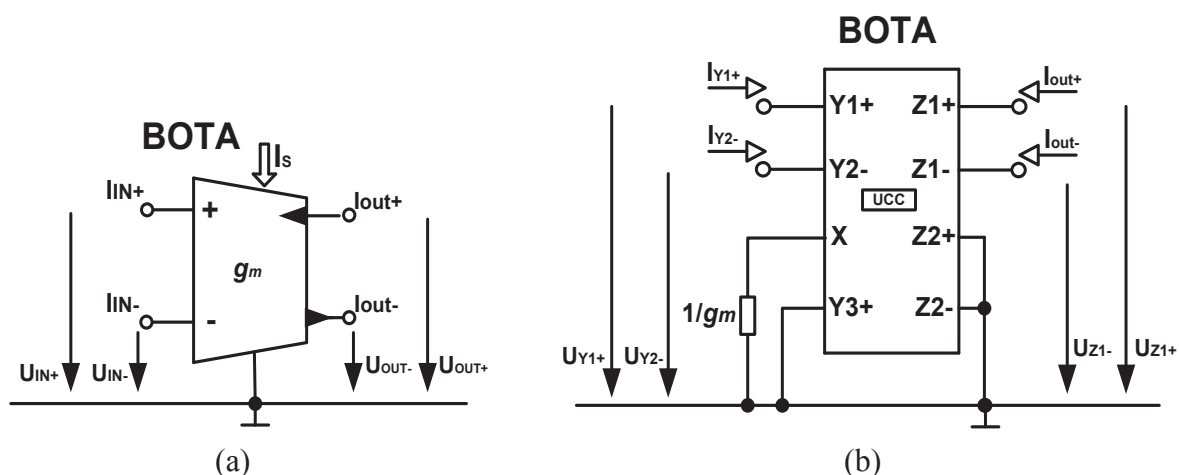 BOTA
IS
IIN+
+
Iout+
gm
IIN-
-
Iout-
UIN+
UIN-
UOUT-
UOUT+
(a)
BOTA
IY1+
Y1+
Z1+
Iout+
IY2-
Y2-
Z1-
Iout-
UCC
X
Z2+
1/gm
Y3+
Z2-
UY1+
UY2-
UZ1-
UZ1+
(b)